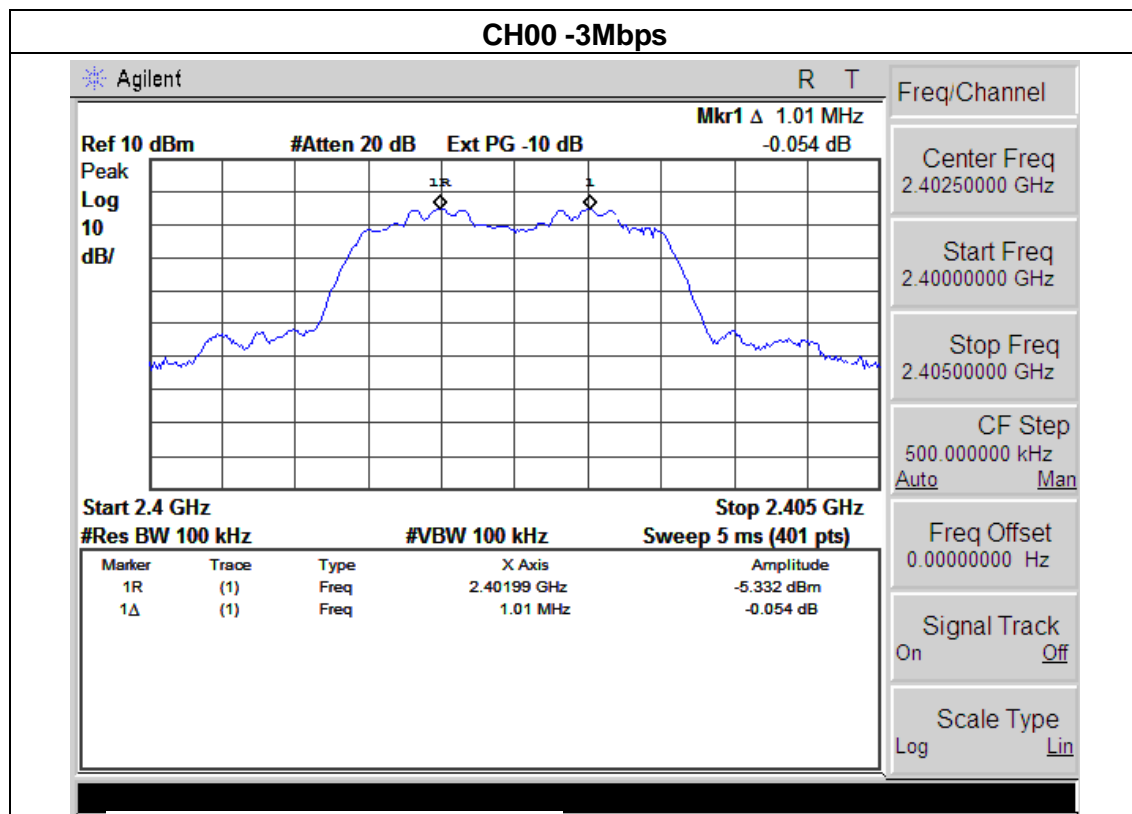 CH00 -3Mbps
Agilent R T
Mkr1 Δ 1.01 MHz
Ref 10 dBm #Atten 20 dB Ext PG -10 dB -0.054 dB
Peak
Log
10
dB/
1R 1
Start 2.4 GHz Stop 2.405 GHz
#Res BW 100 kHz #VBW 100 kHz Sweep 5 ms (401 pts)
Marker Trace Type X Axis Amplitude
1R (1) Freq 2.40199 GHz -5.332 dBm
1Δ (1) Freq 1.01 MHz -0.054 dB
Freq/Channel
Center Freq
2.40250000 GHz
Start Freq
2.40000000 GHz
Stop Freq
2.40500000 GHz
CF Step
500.000000 kHz
Auto Man
Freq Offset
0.00000000 Hz
Signal Track
On Off
Scale Type
Log Lin